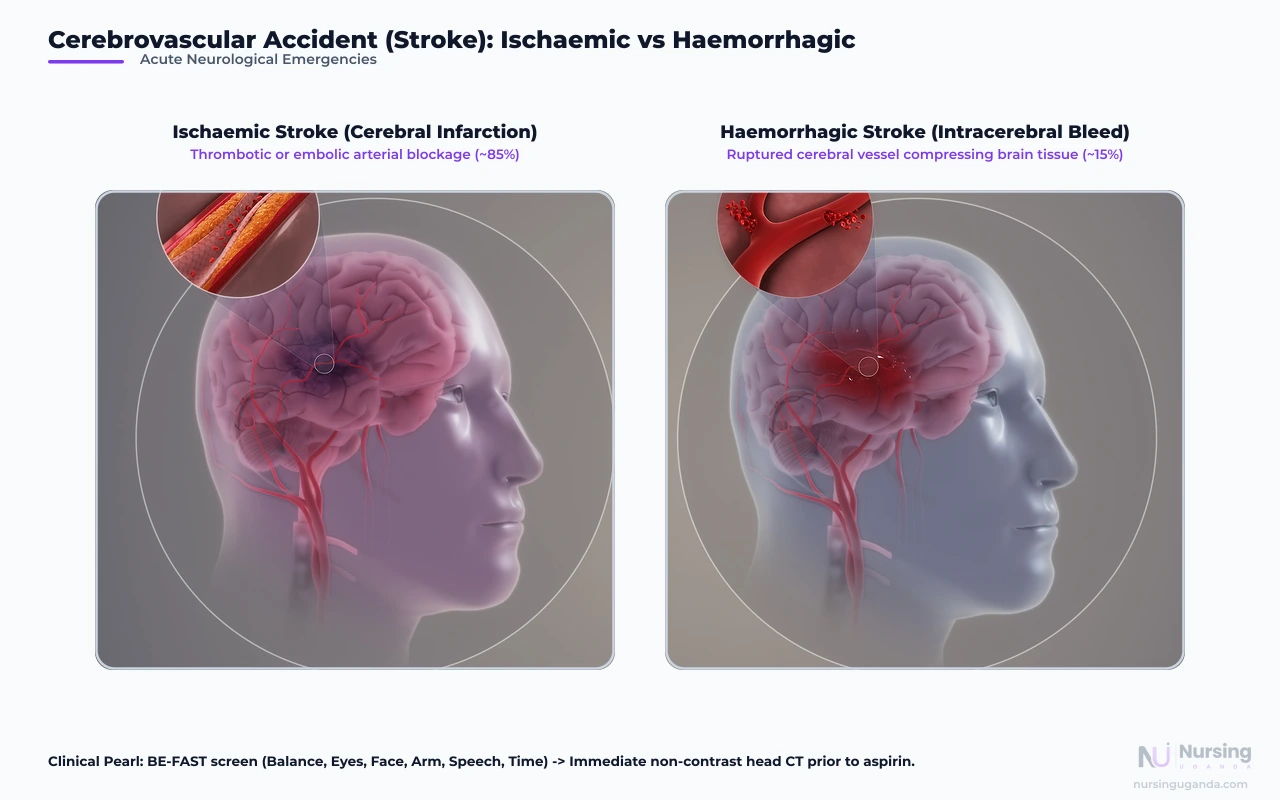 Cerebrovascular Accident (Stroke): Ischaemic vs Haemorrhagic
Acute Neurological Emergencies
Ischaemic Stroke (Cerebral Infarction)
Thrombotic or embolic arterial blockage (~85%)
Haemorrhagic Stroke (Intracerebral Bleed)
Ruptured cerebral vessel compressing brain tissue (~15%)
Clinical Pearl: BE-FAST screen (Balance, Eyes, Face, Arm, Speech, Time) -> Immediate non-contrast head CT prior to aspirin.
NU Nursing
UGANDA
nursinguganda.com